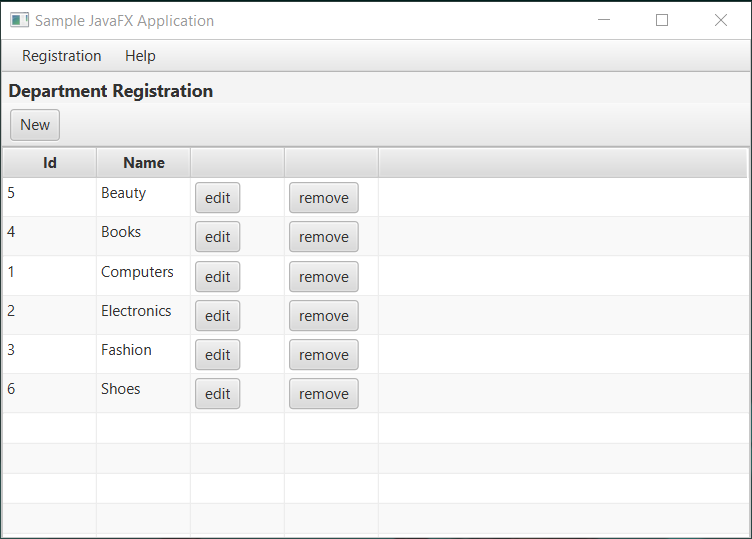 Sample JavaFX Application
Registration Help
Department Registration
New
Id Name
5 Beauty edit remove
4 Books edit remove
1 Computers edit remove
2 Electronics edit remove
3 Fashion edit remove
6 Shoes edit remove